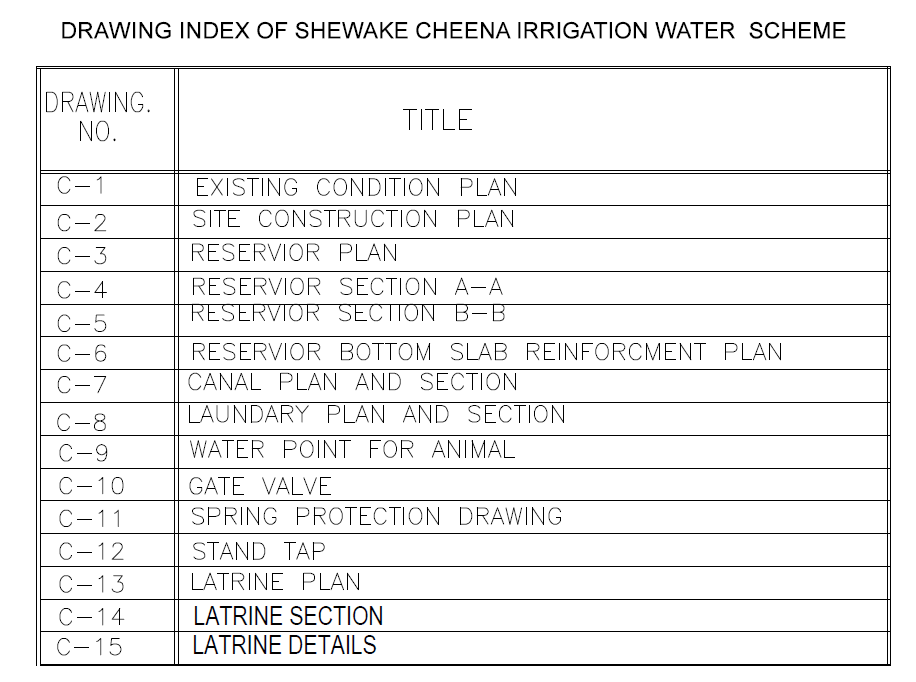 DRAWING INDEX OF SHEWAKE CHEENA IRRIGATION WATER SCHEME
DRAWING. NO. TITLE
C-1 EXISTING CONDITION PLAN
C-2 SITE CONSTRUCTION PLAN
C-3 RESERVIOR PLAN
C-4 RESERVIOR SECTION A-A
C-5 RESERVIOR SECTION B-B
C-6 RESERVIOR BOTTOM SLAB REINFORCMENT PLAN
C-7 CANAL PLAN AND SECTION
C-8 LAUNDARY PLAN AND SECTION
C-9 WATER POINT FOR ANIMAL
C-10 GATE VALVE
C-11 SPRING PROTECTION DRAWING
C-12 STAND TAP
C-13 LATRINE PLAN
C-14 LATRINE SECTION
C-15 LATRINE DETAILS